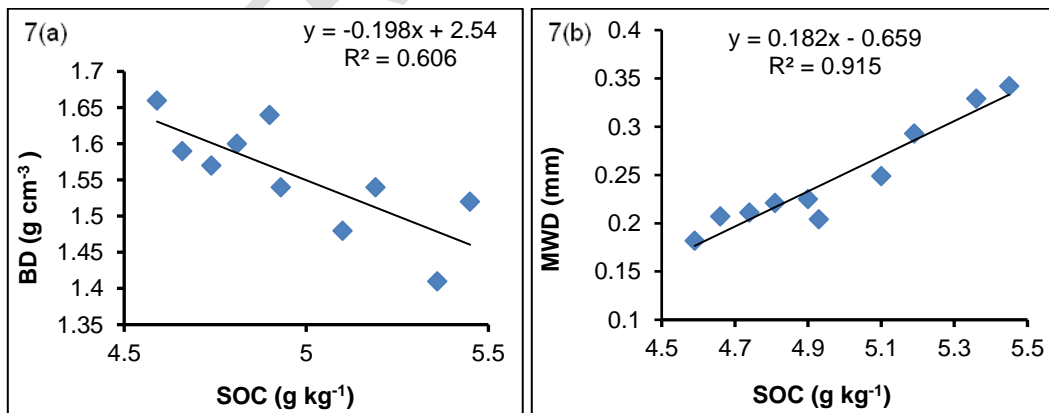 7(a)
y = -0.198x + 2.54
R² = 0.606
1.7
1.65
1.6
1.55
1.5
1.45
1.4
1.35
BD (g cm⁻³ )
4.5 5 5.5
SOC (g kg⁻¹)
7(b)
y = 0.182x - 0.659
R² = 0.915
0.4
0.35
0.3
0.25
0.2
0.15
0.1
MWD (mm)
4.5 4.7 4.9 5.1 5.3 5.5
SOC (g kg⁻¹)